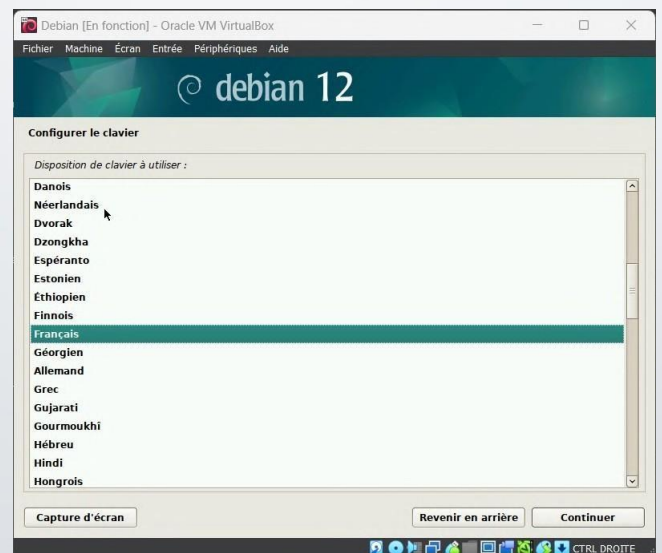 Debian [En fonction] - Oracle VM VirtualBox
Fichier Machine Écran Entrée Périphériques Aide
debian 12
Configurer le clavier
Disposition de clavier à utiliser :
Danois
Néerlandais
Dvorak
Dzongkha
Espéranto
Estonien
Éthiopien
Finnois
Français
Géorgien
Allemand
Grec
Gujarati
Gourmoukhî
Hébreu
Hindi
Hongrois
Capture d'écran Revenir en arrière Continuer
CTRL DROITE